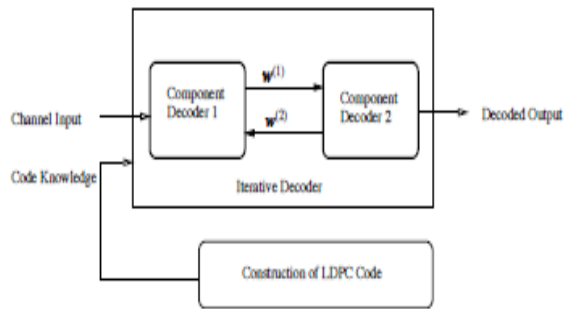 w(1)
Component
Decoder 1
Component
Decoder 2
Channel Input
w(2)
Decoded Output
Code Knowledge
Iterative Decoder
Construction of LDPC Code